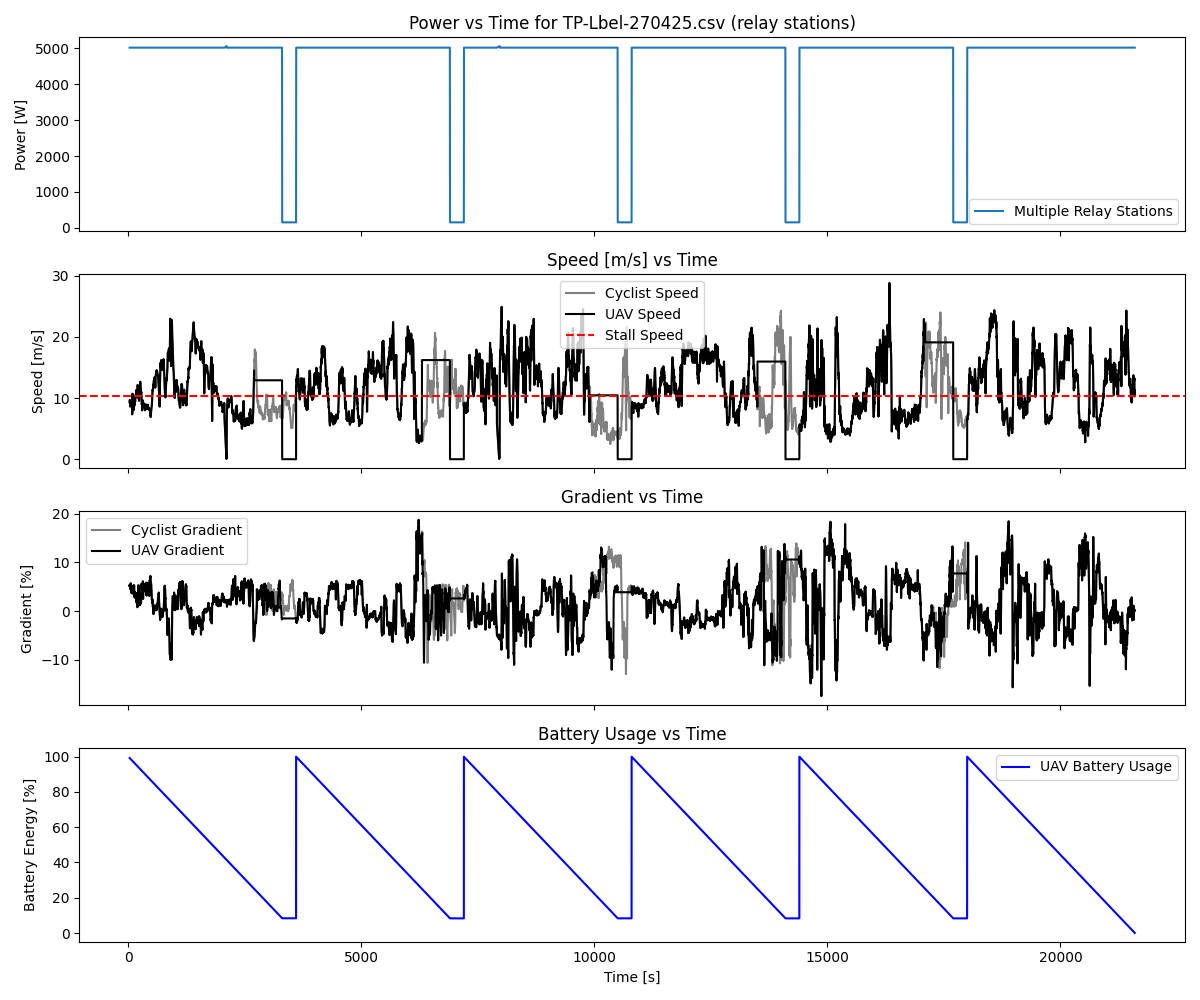 Power vs Time for TP-Lbel-270425.csv (relay stations)
5000
4000
3000
2000
1000
0
Power [W]
Multiple Relay Stations
Speed [m/s] vs Time
30
20
10
0
Speed [m/s]
Cyclist Speed
UAV Speed
Stall Speed
Gradient vs Time
20
10
0
−10
Gradient [%]
Cyclist Gradient
UAV Gradient
Battery Usage vs Time
100
80
60
40
20
0
Battery Energy [%]
UAV Battery Usage
0 5000 10000 15000 20000
Time [s]